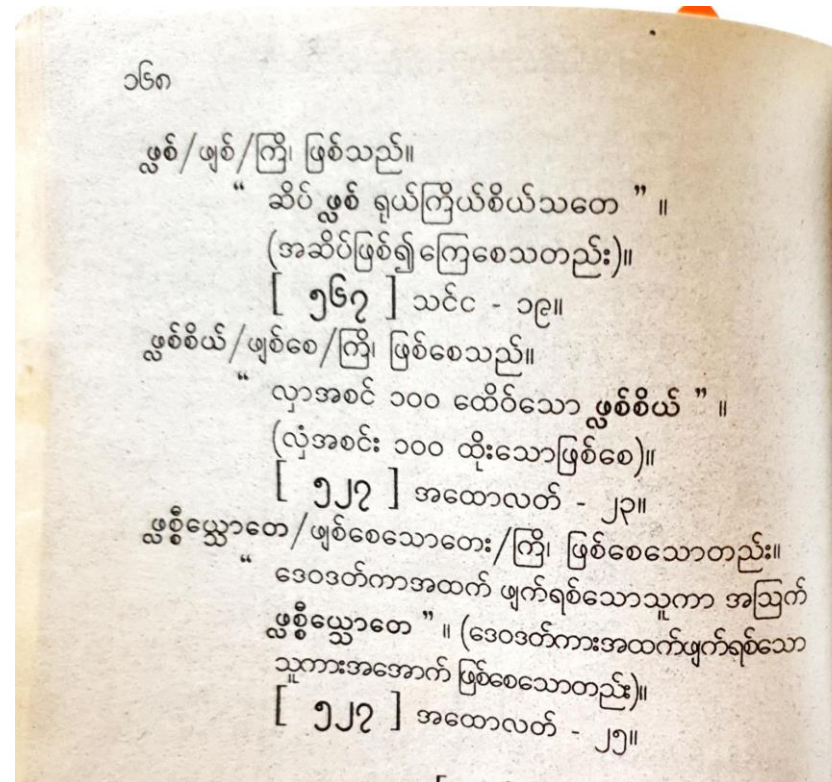 ၁၆၈
ဖ္လစ်/ဖျစ်/ကြိ၊ ဖြစ်သည်။
“ ဆိပ် ဖ္လစ် ရုယ်ကြိယ်စိယ်သတေ ” ။
(အဆိပ်ဖြစ်၍ကြေစေသတည်း)။
[ ၅၆၇ ] သင်င - ၁၉။
ဖ္လစ်စိယ်/ဖျစ်စေ/ကြိ၊ ဖြစ်စေသည်။
“ လှာအစင် ၁၀၀ ထေိဝ်သော ဖ္လစ်စိယ် ” ။
(လှံအစင်း ၁၀၀ ထိုးသောဖြစ်စေ)။
[ ၅၂၇ ] အထောလတ် - ၂၃။
ဖ္လစ္စိယ္သောတေ/ဖျစ်စေသောတေး/ကြိ၊ ဖြစ်စေသောတည်း။
“ ဒေဝဒတ်ကာအထက် ဖျက်ရစ်သောသူကာ အသြက်
ဖ္လစ္စိယ္သောတေ ” ။ (ဒေဝဒတ်ကားအထက်ဖျက်ရစ်သော
သူကားအအောက် ဖြစ်စေသောတည်း)။
[ ၅၂၇ ] အထောလတ် - ၂၅။